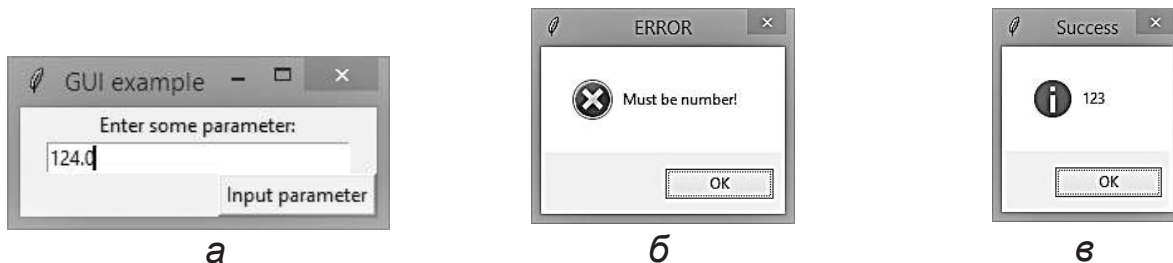 GUI example
Enter some parameter:
124.0
Input parameter
а
ERROR
Must be number!
OK
б
Success
123
OK
в